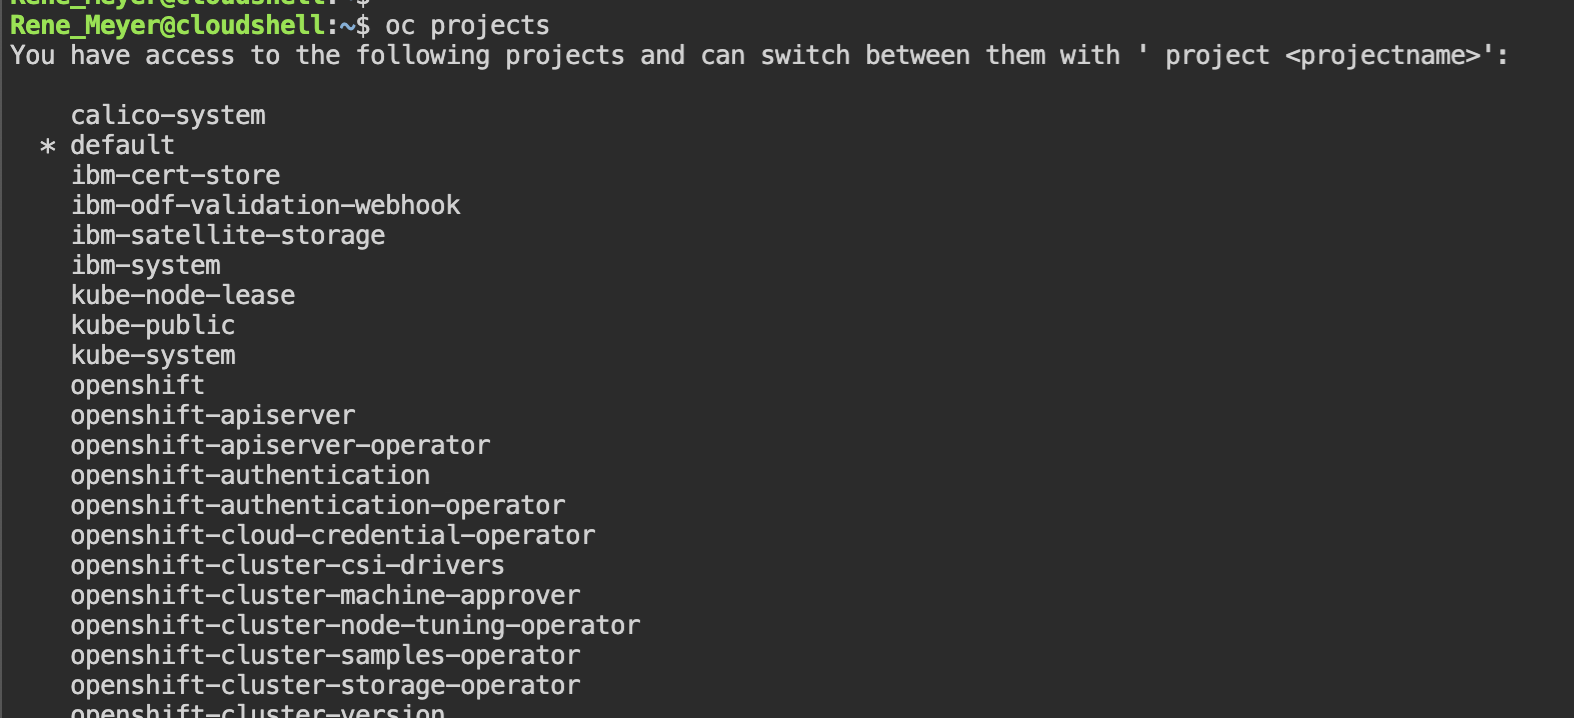 Rene_Meyer@cloudshell:~$
Rene_Meyer@cloudshell:~$ oc projects
You have access to the following projects and can switch between them with ' project <projectname>':
calico-system
* default
ibm-cert-store
ibm-odf-validation-webhook
ibm-satellite-storage
ibm-system
kube-node-lease
kube-public
kube-system
openshift
openshift-apiserver
openshift-apiserver-operator
openshift-authentication
openshift-authentication-operator
openshift-cloud-credential-operator
openshift-cluster-csi-drivers
openshift-cluster-machine-approver
openshift-cluster-node-tuning-operator
openshift-cluster-samples-operator
openshift-cluster-storage-operator
openshift-cluster-version